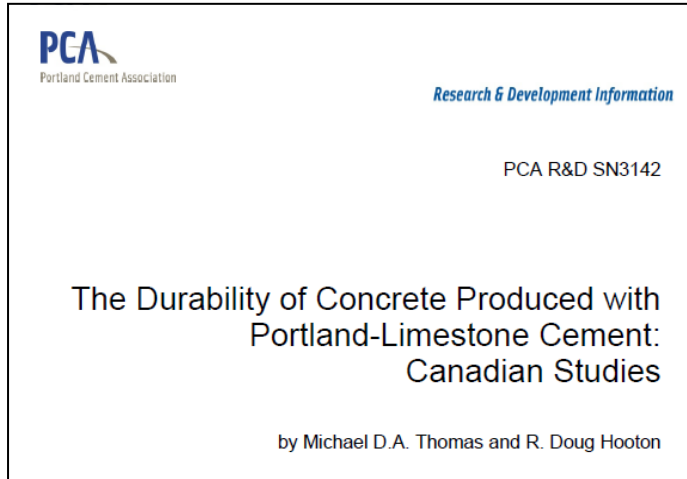 PCA
Portland Cement Association
Research & Development Information
PCA R&D SN3142
The Durability of Concrete Produced with
Portland-Limestone Cement:
Canadian Studies
by Michael D.A. Thomas and R. Doug Hooton